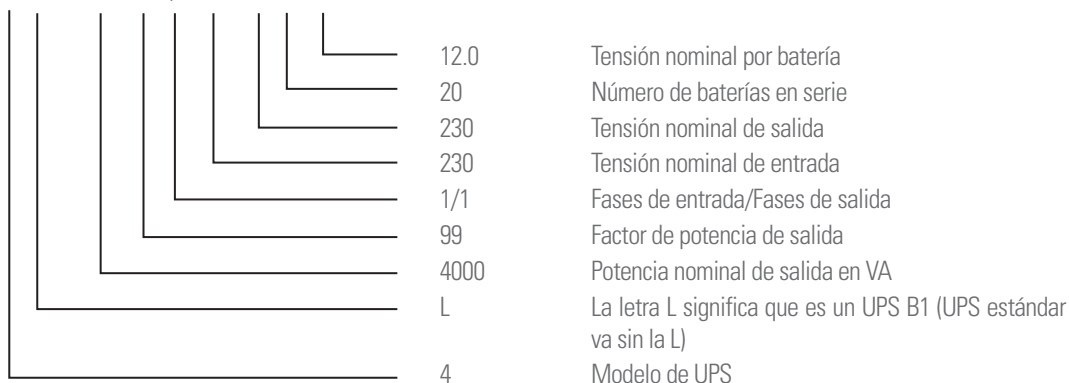 12.0 Tensión nominal por batería
20 Número de baterías en serie
230 Tensión nominal de salida
230 Tensión nominal de entrada
1/1 Fases de entrada/Fases de salida
99 Factor de potencia de salida
4000 Potencia nominal de salida en VA
L La letra L significa que es un UPS B1 (UPS estándar
va sin la L)
4 Modelo de UPS